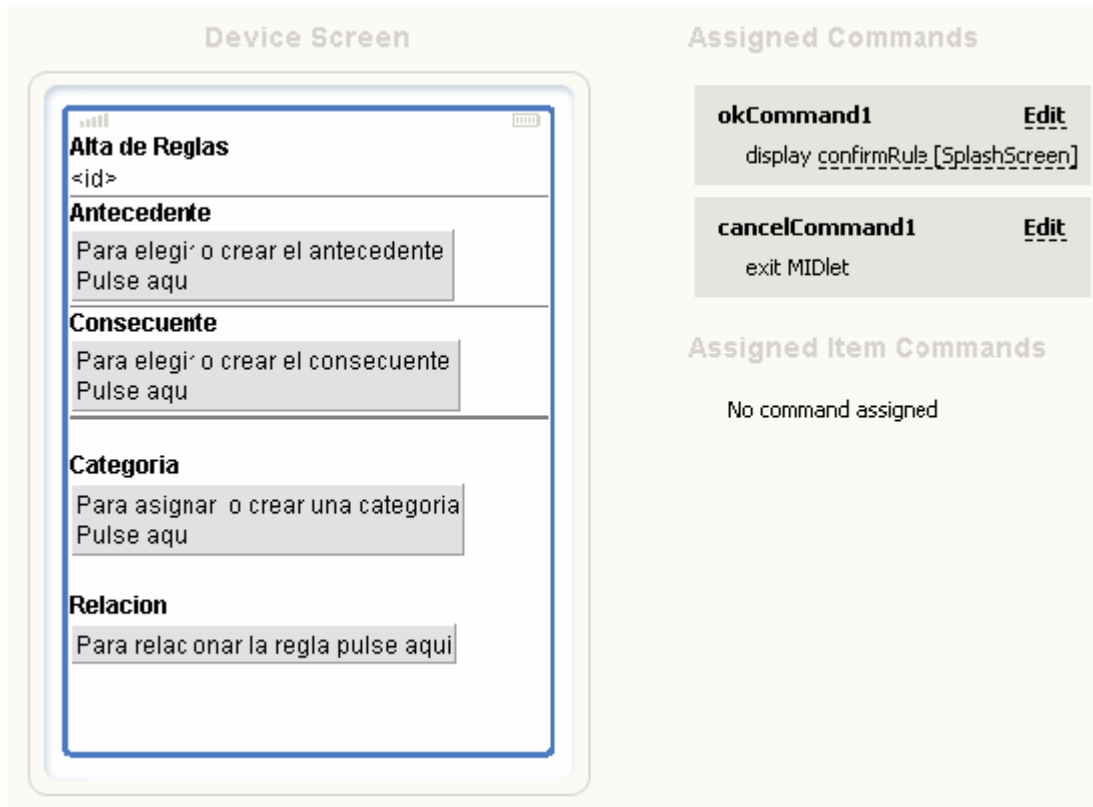 Device Screen
Alta de Reglas
<id>
Antecedente
Para elegir o crear el antecedente
Pulse aqu
Consecuente
Para elegir o crear el consecuente
Pulse aqu
Categoria
Para asignar o crear una categoria
Pulse aqu
Relacion
Para relac onar la regla pulse aqui
Assigned Commands
okCommand1 Edit
display confirmRule [SplashScreen]
cancelCommand1 Edit
exit MIDlet
Assigned Item Commands
No command assigned